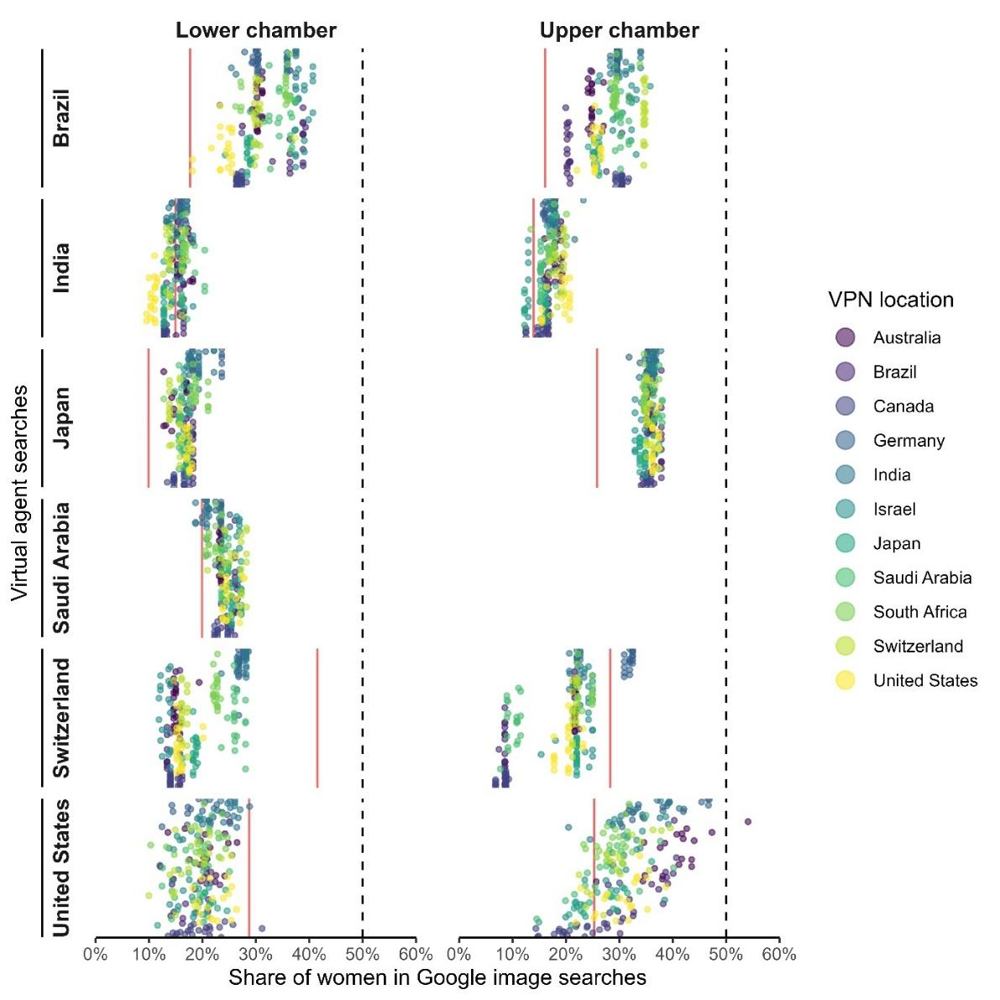 Lower chamber
Upper chamber
Virtual agent searches
Brazil
India
Japan
Saudi Arabia
Switzerland
United States
0% 10% 20% 30% 40% 50% 60%
0% 10% 20% 30% 40% 50% 60%
Share of women in Google image searches
VPN location
Australia
Brazil
Canada
Germany
India
Israel
Japan
Saudi Arabia
South Africa
Switzerland
United States